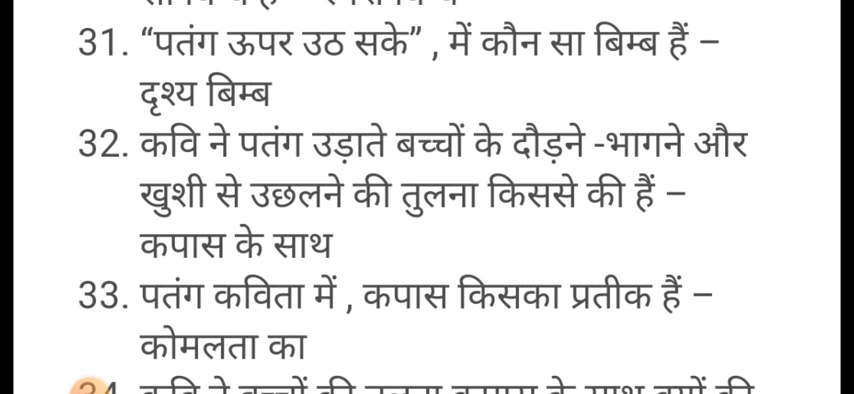 31. “पतंग ऊपर उठ सके” , में कौन सा बिम्ब हैं –
दृश्य बिम्ब
32. कवि ने पतंग उड़ाते बच्चों के दौड़ने -भागने और
खुशी से उछलने की तुलना किससे की हैं –
कपास के साथ
33. पतंग कविता में , कपास किसका प्रतीक हैं –
कोमलता का